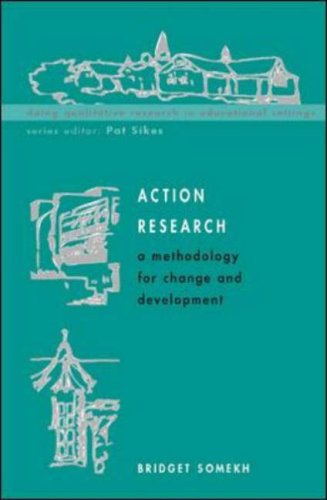 doing qualitative research in educational settings
series editor: Pat Sikes
ACTION
RESEARCH
a methodology
for change and
development
BRIDGET SOMEKH